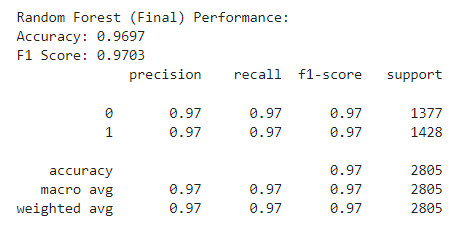 Random Forest (Final) Performance:
Accuracy: 0.9697
F1 Score: 0.9703
precision recall f1-score support
0 0.97 0.97 0.97 1377
1 0.97 0.97 0.97 1428
accuracy 0.97 2805
macro avg 0.97 0.97 0.97 2805
weighted avg 0.97 0.97 0.97 2805